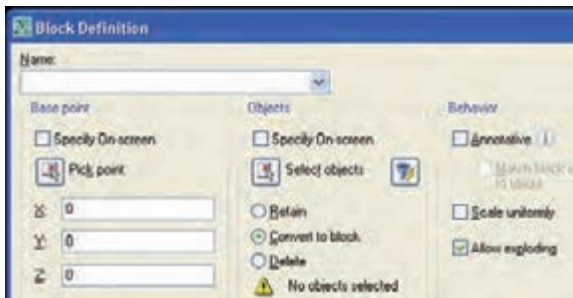 Block Definition
Name:
Base point
Specify On-screen
Pick point
X: 0
Y: 0
Z: 0
Objects
Specify On-screen
Select objects
Retain
Convert to block
Delete
No objects selected
Behavior
Annotative
Scale uniformly
Allow exploding